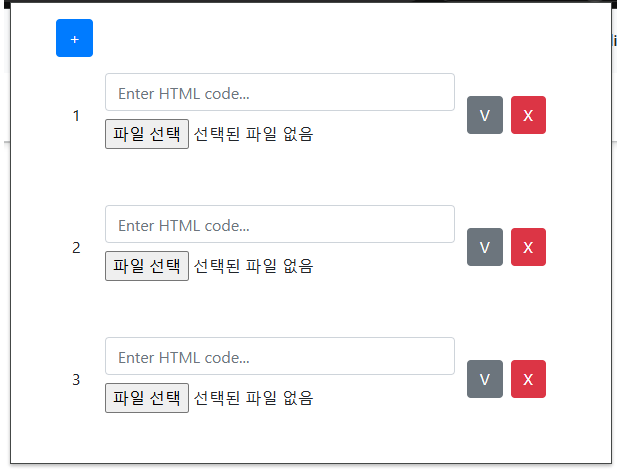 +
1
Enter HTML code...
V
X
파일 선택 선택된 파일 없음
2
Enter HTML code...
V
X
파일 선택 선택된 파일 없음
3
Enter HTML code...
V
X
파일 선택 선택된 파일 없음